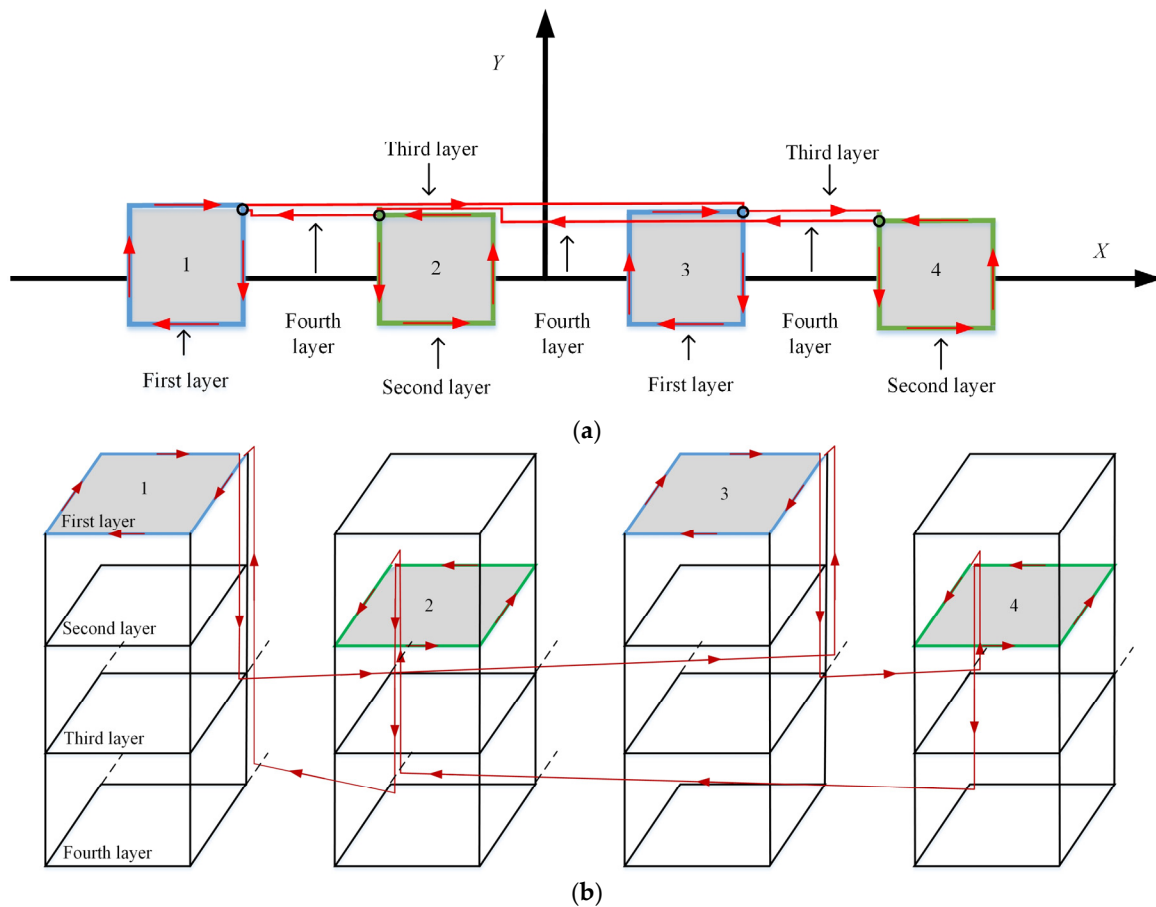 Y
Third layer
Third layer
1
2
3
4
X
Fourth
layer
Fourth
layer
Fourth
layer
First layer
Second layer
First layer
Second layer
(a)
1
3
First layer
2
4
Second layer
Third layer
Fourth layer
(b)